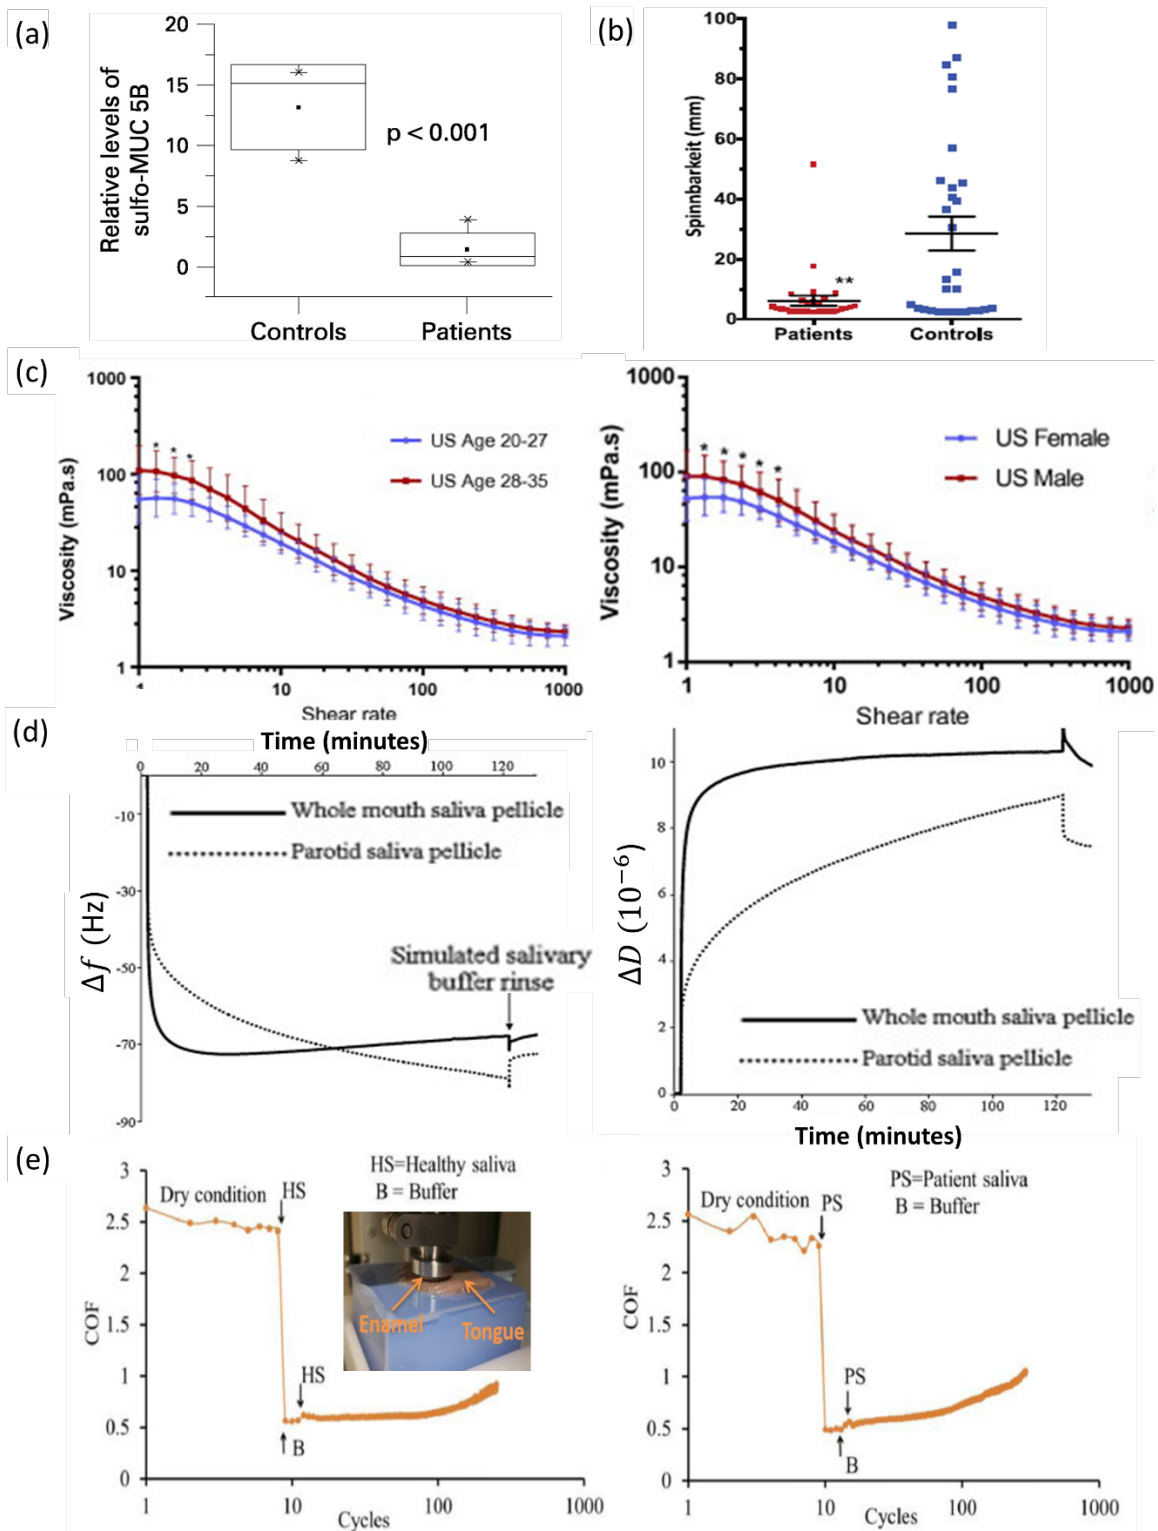 (a)
20
15
10
5
0
Relative levels of
sulfo-MUC 5B
p < 0.001
Controls
Patients
(b)
100
80
60
40
20
0
Spinnbarkeit (mm)
**
Patients
Controls
(c)
1000
100
10
1
Viscosity (mPa.s)
* * * *
US Age 20-27
US Age 28-35
10
100
1000
Shear rate
1000
100
10
1
Viscosity (mPa.s)
* * * * *
US Female
US Male
1
10
100
1000
Shear rate
(d)
Time (minutes)
0
20
40
60
80
100
120
-10
-30
-50
-70
-90
Δf (Hz)
Whole mouth saliva pellicle
Parotid saliva pellicle
Simulated salivary
buffer rinse
10
8
6
4
2
0
ΔD (10⁻⁶)
Whole mouth saliva pellicle
Parotid saliva pellicle
0
20
40
60
80
100
120
Time (minutes)
(e)
3
2.5
2
1.5
1
0.5
0
COF
Dry condition
HS
HS=Healthy saliva
B = Buffer
Enamel
Tongue
HS
B
1
10
100
1000
Cycles
3
2.5
2
1.5
1
0.5
0
COF
Dry condition
PS
PS=Patient saliva
B = Buffer
PS
B
1
10
100
1000
Cycles